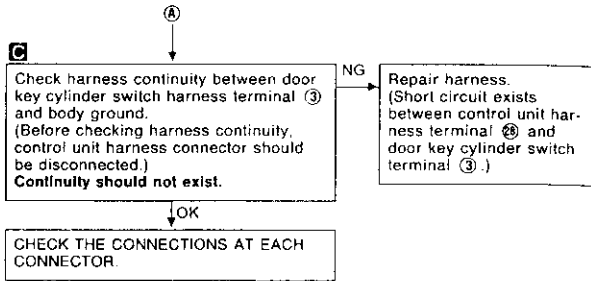 Ⓐ
C
Check harness continuity between door
key cylinder switch harness terminal ③
and body ground.
(Before checking harness continuity,
control unit harness connector should
be disconnected.)
Continuity should not exist.
NG
Repair harness.
(Short circuit exists
between control unit har-
ness terminal ㉘ and
door key cylinder switch
terminal ③.)
OK
CHECK THE CONNECTIONS AT EACH
CONNECTOR.